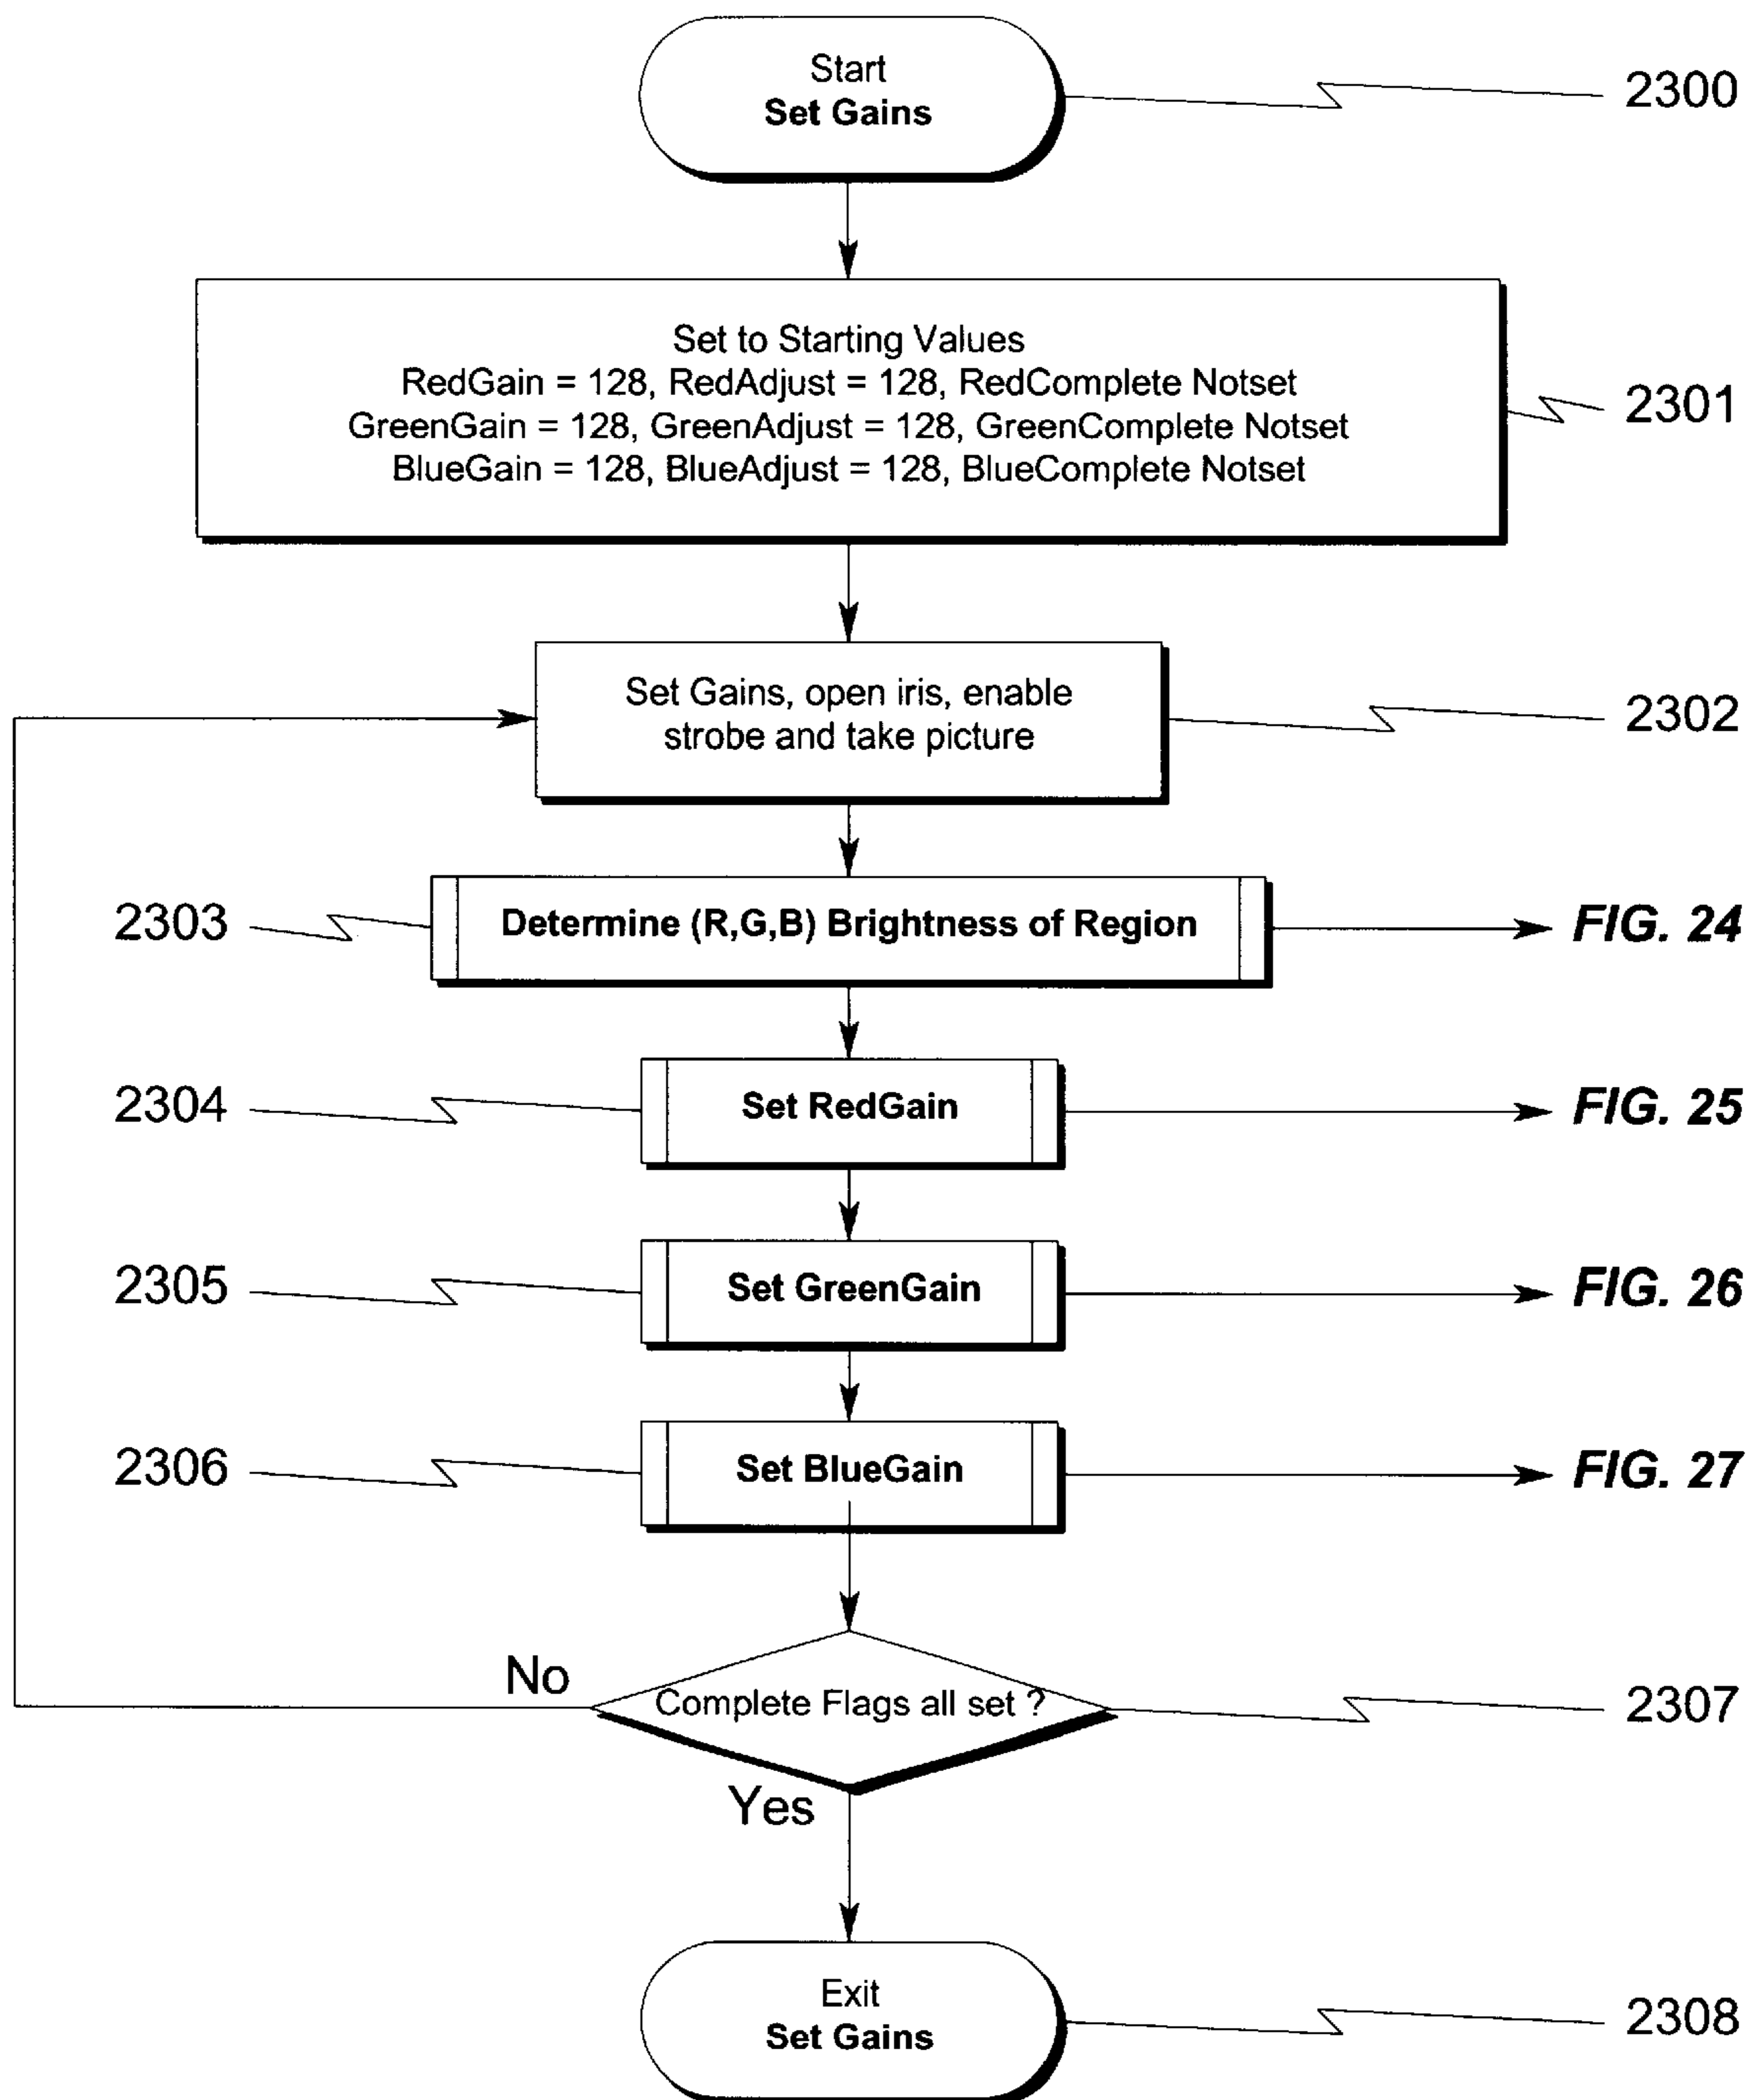 Start
Set Gains
2300
Set to Starting Values
RedGain = 128, RedAdjust = 128, RedComplete Notset
GreenGain = 128, GreenAdjust = 128, GreenComplete Notset
BlueGain = 128, BlueAdjust = 128, BlueComplete Notset
2301
Set Gains, open iris, enable
strobe and take picture
2302
2303
Determine (R,G,B) Brightness of Region
FIG. 24
2304
Set RedGain
FIG. 25
2305
Set GreenGain
FIG. 26
2306
Set BlueGain
FIG. 27
No
Complete Flags all set ?
2307
Yes
Exit
Set Gains
2308